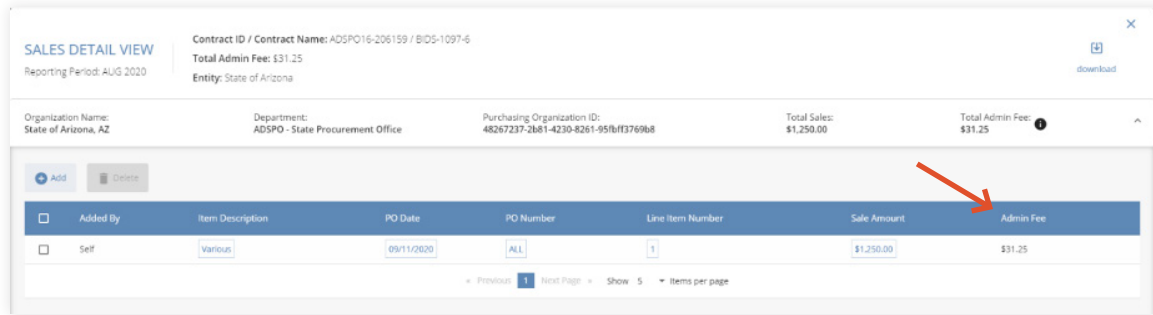 SALES DETAIL VIEW
Reporting Period: AUG 2020
Contract ID / Contract Name: ADSPO16-206159 / BIDS-1097-6
Total Admin Fee: $31.25
Entity: State of Arizona
download
Organization Name:
State of Arizona, AZ
Department:
ADSPO - State Procurement Office
Purchasing Organization ID:
48267237-2b81-4230-8261-95fbff3769b8
Total Sales:
$1,250.00
Total Admin Fee:
$31.25
Add Delete
Added By Item Description PO Date PO Number Line Item Number Sale Amount Admin Fee
Self Various 09/11/2020 ALL 1 $1,250.00 $31.25
« Previous 1 Next Page » Show 5 Items per page